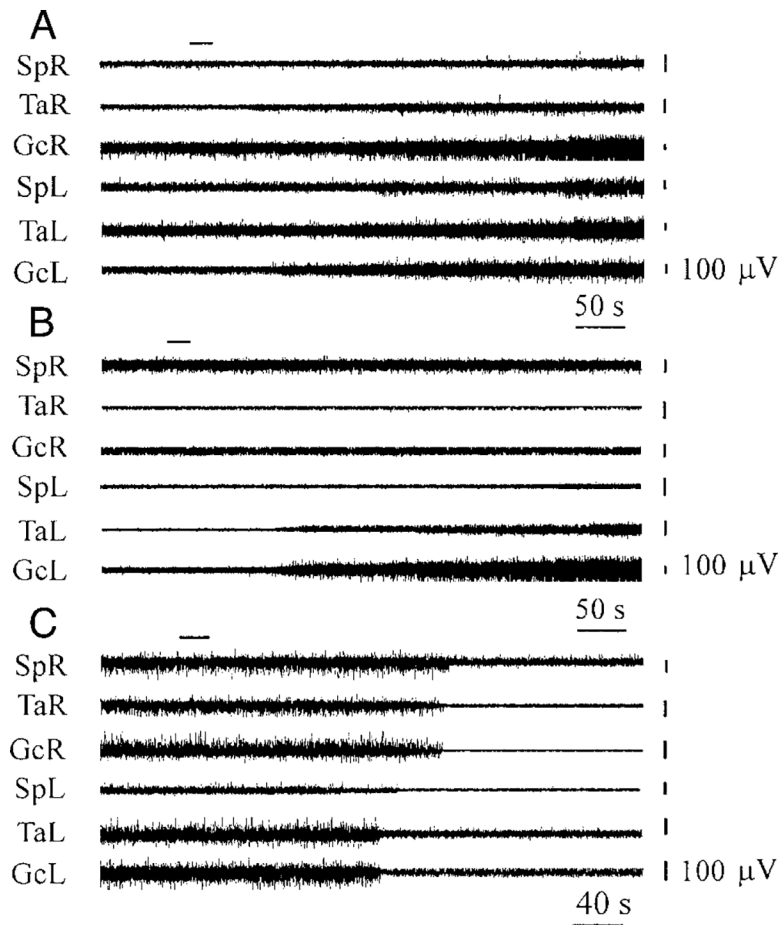 A
SpR
TaR
GcR
SpL
TaL
GcL 100 μV
50 s
B
SpR
TaR
GcR
SpL
TaL
GcL 100 μV
50 s
C
SpR
TaR
GcR
SpL
TaL
GcL 100 μV
40 s